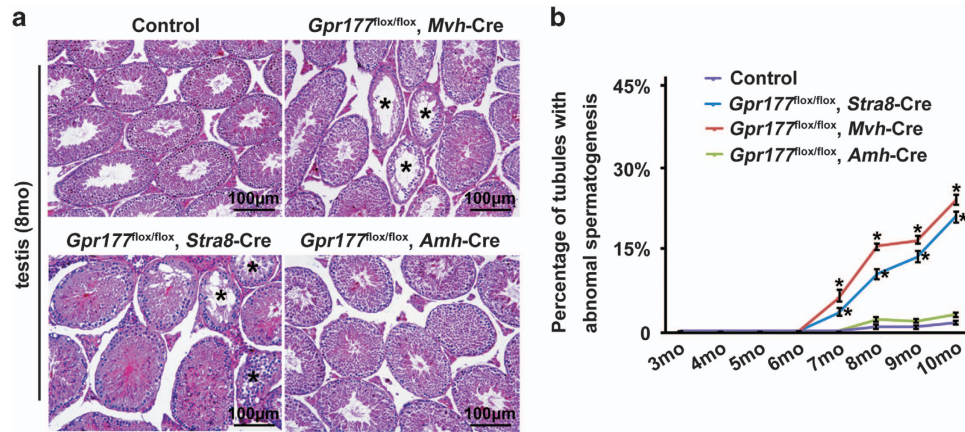 a
Control
Gpr177flox/flox, Mvh-Cre
testis (8mo)
*
*
*
100µm
100µm
Gpr177flox/flox, Stra8-Cre
Gpr177flox/flox, Amh-Cre
*
*
*
100µm
100µm
b
Percentage of tubules with
abnomal spermatogenesis
45%
30%
15%
0
Control
Gpr177flox/flox, Stra8-Cre
Gpr177flox/flox, Mvh-Cre
Gpr177flox/flox, Amh-Cre
*
*
*
*
*
*
*
*
3mo
4mo
5mo
6mo
7mo
8mo
9mo
10mo